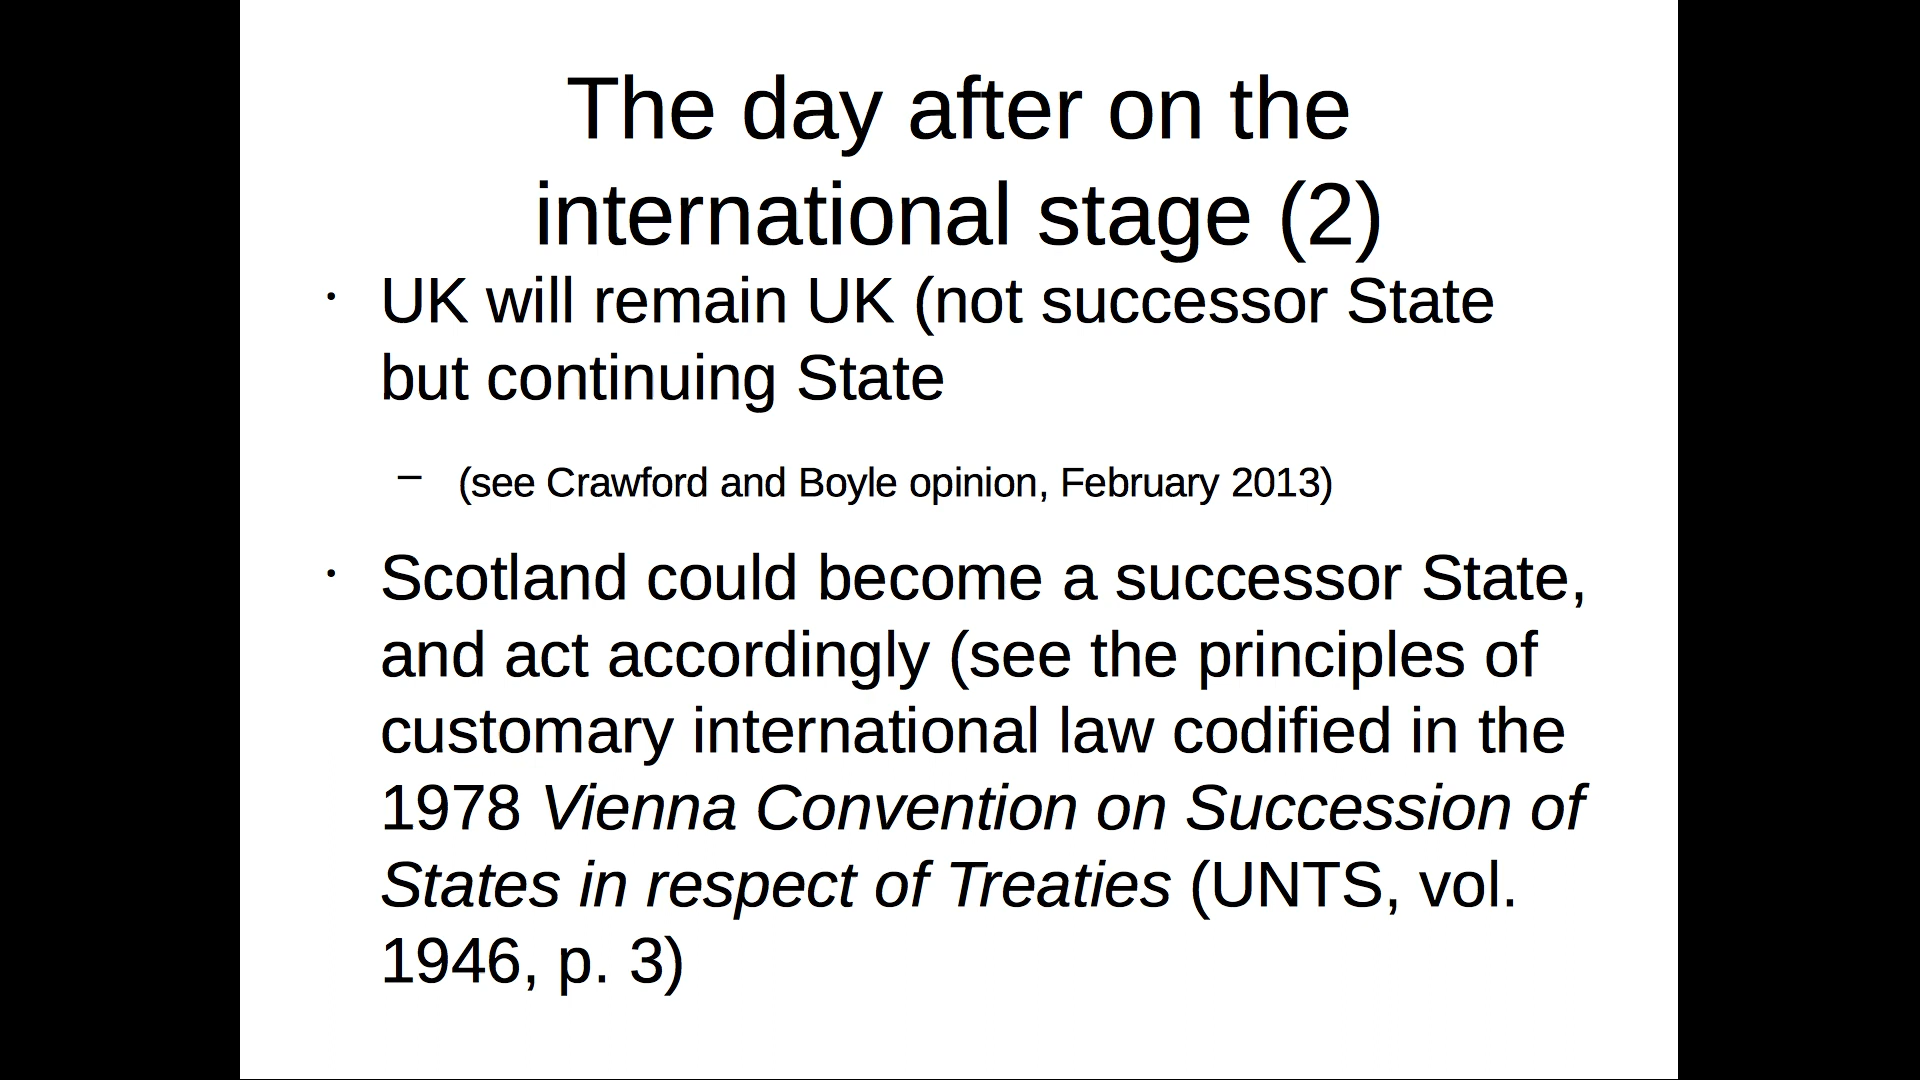 The day after on the
international stage (2)
• UK will remain UK (not successor State
but continuing State
– (see Crawford and Boyle opinion, February 2013)
• Scotland could become a successor State,
and act accordingly (see the principles of
customary international law codified in the
1978 Vienna Convention on Succession of
States in respect of Treaties (UNTS, vol.
1946, p. 3)